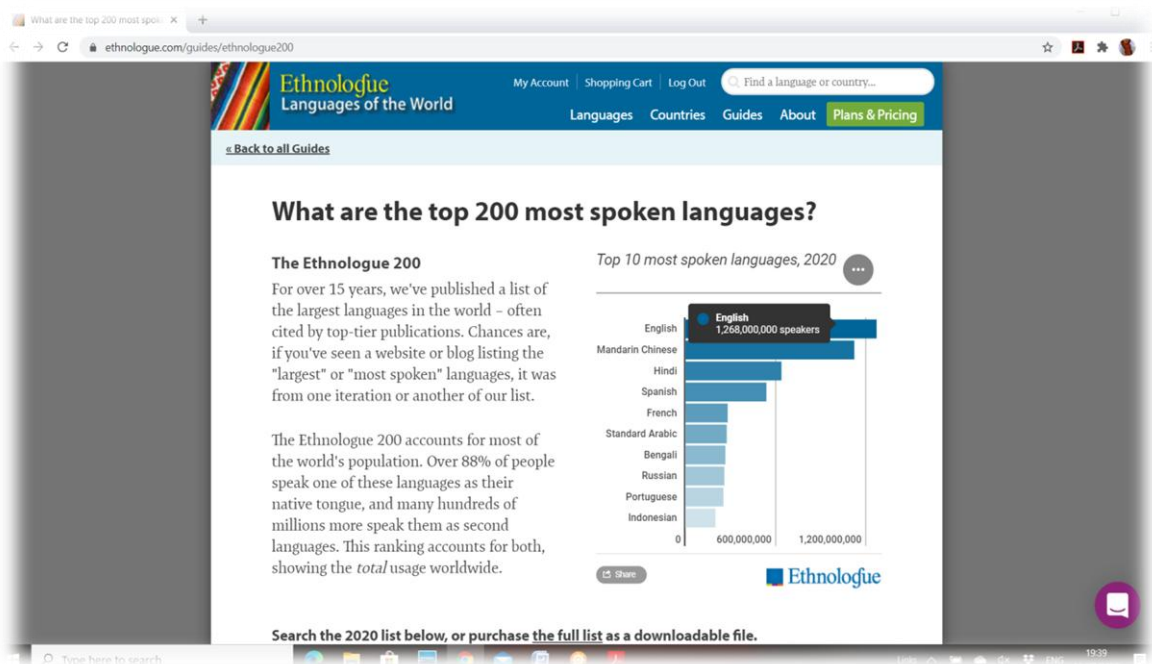 What are the top 200 most spok
ethnologue.com/guides/ethnologue200
Ethnologue
Languages of the World
My Account | Shopping Cart | Log Out
Find a language or country...
Languages Countries Guides About Plans & Pricing
« Back to all Guides
What are the top 200 most spoken languages?
The Ethnologue 200
For over 15 years, we've published a list of
the largest languages in the world – often
cited by top-tier publications. Chances are,
if you've seen a website or blog listing the
"largest" or "most spoken" languages, it was
from one iteration or another of our list.
The Ethnologue 200 accounts for most of
the world's population. Over 88% of people
speak one of these languages as their
native tongue, and many hundreds of
millions more speak them as second
languages. This ranking accounts for both,
showing the total usage worldwide.
Top 10 most spoken languages, 2020
English
1,268,000,000 speakers
English
Mandarin Chinese
Hindi
Spanish
French
Standard Arabic
Bengali
Russian
Portuguese
Indonesian
0 600,000,000 1,200,000,000
Share
Ethnologue
Search the 2020 list below, or purchase the full list as a downloadable file.
Type here to search
Links
ENG
19:39